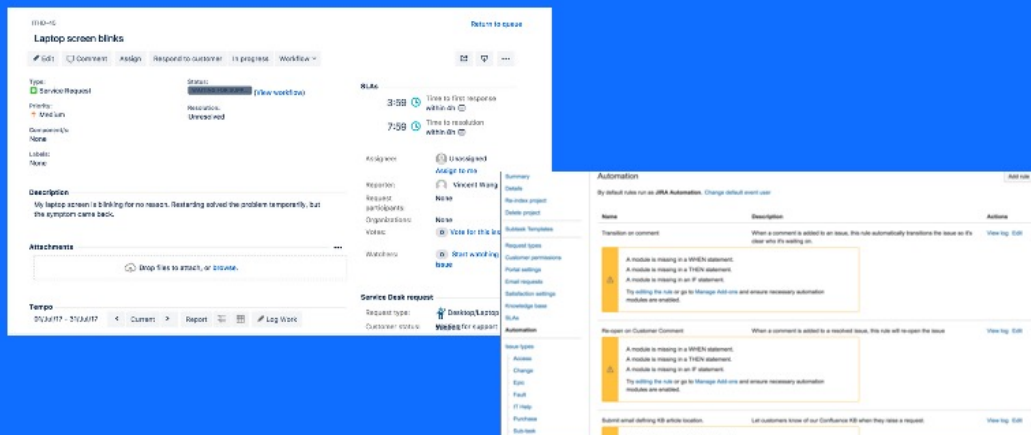 Return to queue
Laptop screen blinks
Edit Comment Assign Respond to customer In progress Workflow
Type:
Service Request
Status:
(View workflow)
Priority:
Medium
Resolution:
Unresolved
Component/s:
None
Labels:
None
Description
My laptop screen is blinking for no reason. Restarting solved the problem temporarily, but
the symptom came back.
Attachments
Drop files to attach, or browse.
Tempo
01/Jul/17 - 31/Jul/17 < Current > Report Log Work
SLAs
3:59 Time to first response
within 4h
7:59 Time to resolution
within
Assignee: Unassigned
Assign to me
Reporter: Vincent Wang
Request
participants: None
Organizations: None
Votes: 0 Vote for this
Watchers: 0 Start watching
issue
Service Desk request
Request type: Desktop/Laptop
Customer status: for support
Summary
Details
Re-index project
Delete project
Subtask Templates
Request types
Customer permissions
Portal settings
Email requests
Satisfaction settings
Knowledge base
SLAs
Automation
Issue types
Access
Change
Epic
Fault
IT Help
Purchase
Sub-task
Automation
Add rule
By default rules run as JIRA Automation. Change default event user
Name Description Actions
Transition on comment When a comment is added to an issue, this rule automatically transitions the issue so it's
clear who it's waiting on. View log Edit
A module is missing in a WHEN statement.
A module is missing in a THEN statement.
A module is missing in an IF statement.
Try editing the rule or go to Manage Add-ons and ensure necessary automation
modules are enabled.
Re-open on Customer Comment When a comment is added to a resolved issue, this rule will re-open the issue View log Edit
A module is missing in a WHEN statement.
A module is missing in a THEN statement.
A module is missing in an IF statement.
Try editing the rule or go to Manage Add-ons and ensure necessary automation
modules are enabled.
Submit email defining KB article location. Let customers know of our Confluence KB when they raise a request. View log Edit